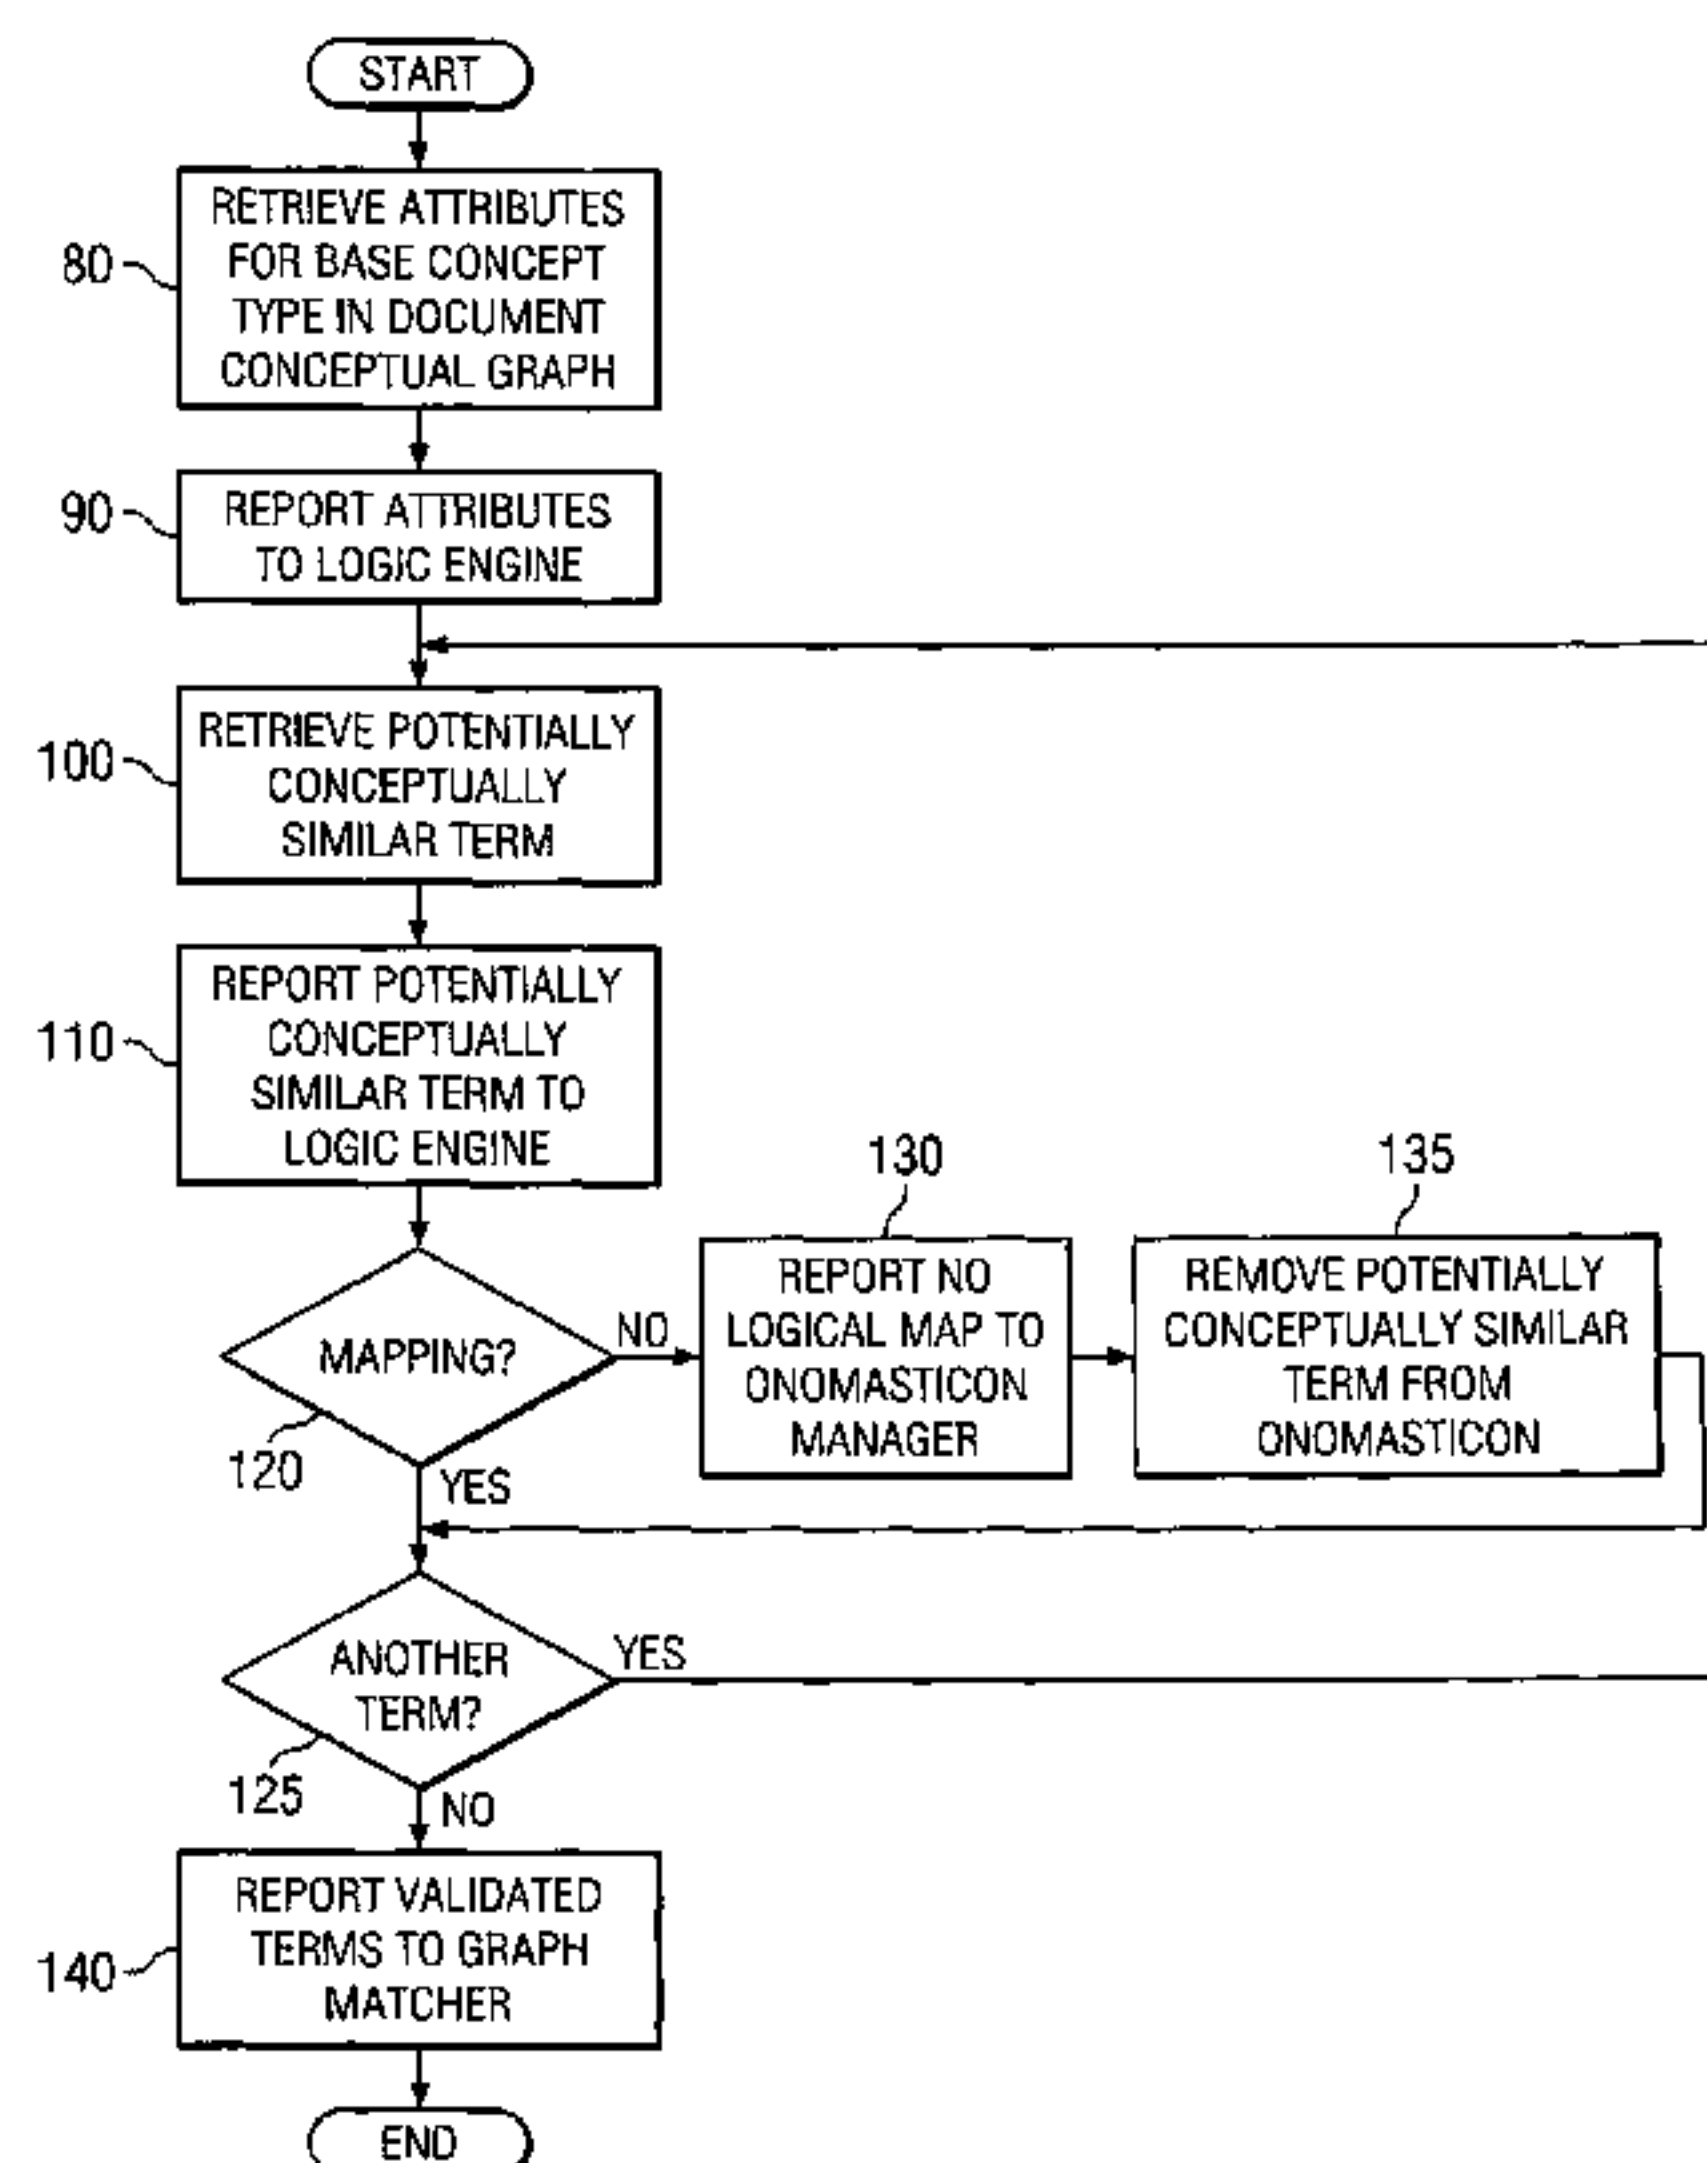 START
80
RETRIEVE ATTRIBUTES
FOR BASE CONCEPT
TYPE IN DOCUMENT
CONCEPTUAL GRAPH
90
REPORT ATTRIBUTES
TO LOGIC ENGINE
100
RETRIEVE POTENTIALLY
CONCEPTUALLY
SIMILAR TERM
110
REPORT POTENTIALLY
CONCEPTUALLY
SIMILAR TERM TO
LOGIC ENGINE
MAPPING?
120
NO
YES
130
REPORT NO
LOGICAL MAP TO
ONOMASTICON
MANAGER
135
REMOVE POTENTIALLY
CONCEPTUALLY SIMILAR
TERM FROM
ONOMASTICON
ANOTHER
TERM?
125
YES
NO
140
REPORT VALIDATED
TERMS TO GRAPH
MATCHER
END